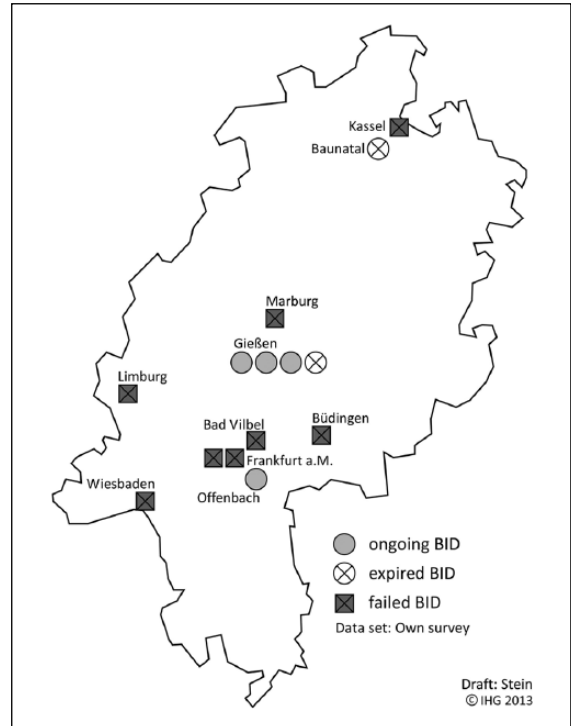 Kassel
Baunatal
Marburg
Gießen
Limburg
Bad Vilbel
Büdingen
Frankfurt a.M.
Wiesbaden
Offenbach
ongoing BID
expired BID
failed BID
Data set: Own survey
Draft: Stein
© IHG 2013